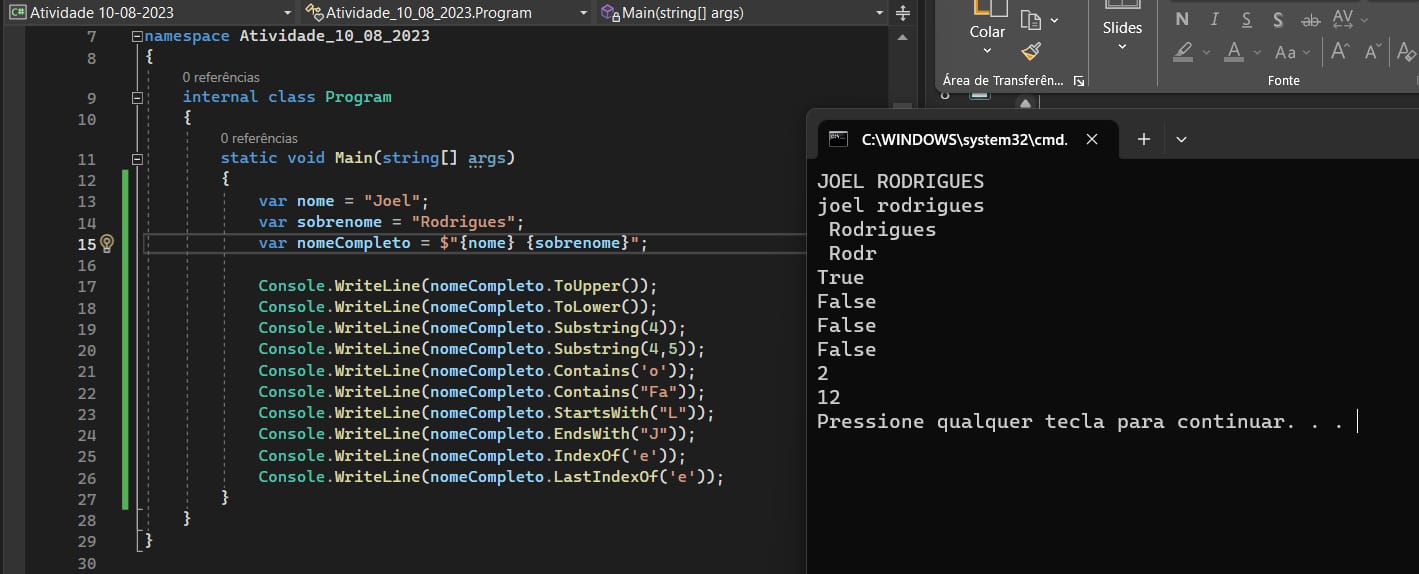 Atividade 10-08-2023 Atividade_10_08_2023.Program Main(string[] args)
7 namespace Atividade_10_08_2023
8 {
0 referências
9 internal class Program
10 {
0 referências
11 static void Main(string[] args)
12 {
13 var nome = "Joel";
14 var sobrenome = "Rodrigues";
15 var nomeCompleto = $"{nome} {sobrenome}";
16
17 Console.WriteLine(nomeCompleto.ToUpper());
18 Console.WriteLine(nomeCompleto.ToLower());
19 Console.WriteLine(nomeCompleto.Substring(4));
20 Console.WriteLine(nomeCompleto.Substring(4,5));
21 Console.WriteLine(nomeCompleto.Contains('o'));
22 Console.WriteLine(nomeCompleto.Contains("Fa"));
23 Console.WriteLine(nomeCompleto.StartsWith("L"));
24 Console.WriteLine(nomeCompleto.EndsWith("J"));
25 Console.WriteLine(nomeCompleto.IndexOf('e'));
26 Console.WriteLine(nomeCompleto.LastIndexOf('e'));
27 }
28 }
29 }
30
Colar
Slides
N I S S ab AV
A Aa A A A
Área de Transferên...
Fonte
C:\WINDOWS\system32\cmd.
JOEL RODRIGUES
joel rodrigues
Rodrigues
Rodr
True
False
False
False
2
12
Pressione qualquer tecla para continuar. . .